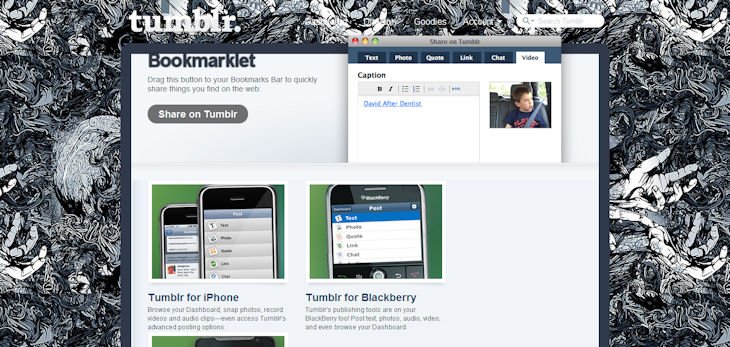 tumblr.
Goodies
Account
Search Tumblr
Bookmarklet
Drag this button to your Bookmarks Bar to quickly
share things you find on the web:
Share on Tumblr
Share on Tumblr
Text Photo Quote Link Chat Video
Caption
B I HTML
David After Dentist
Post
Text
Photo
Quote
Link
Chat
BlackBerry
Dashboard Post
Text
Photo
Quote
Link
Chat
Tumblr for iPhone
Browse your Dashboard, snap photos, record
videos and audio clips—even access Tumblr's
advanced posting options.
Tumblr for Blackberry
Tumblr's publishing tools are on your
BlackBerry too! Post text, photos, audio, video,
and even browse your Dashboard.